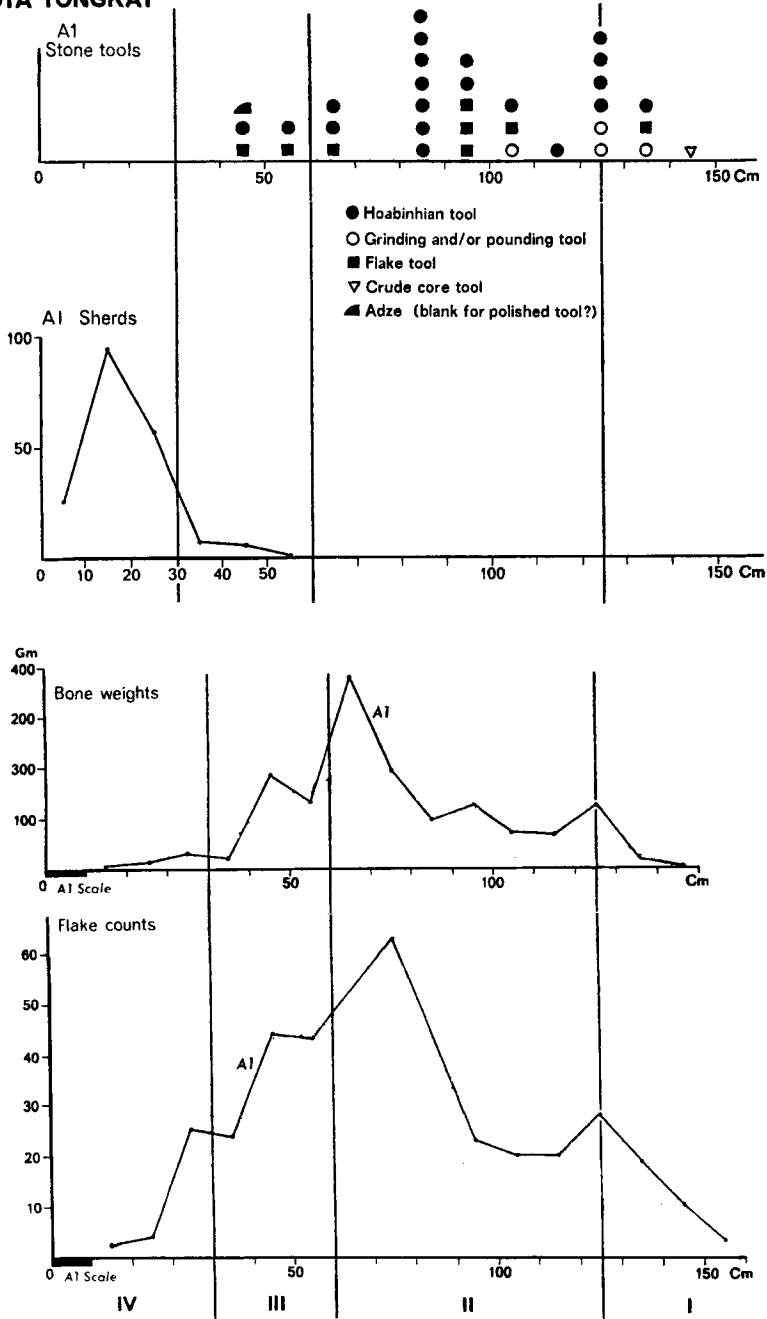 A1
Stone tools
0 50 100 150 Cm
Hoabinhian tool
Grinding and/or pounding tool
Flake tool
Crude core tool
Adze (blank for polished tool?)
A1 Sherds
100
50
0 10 20 30 40 50 100 150 Cm
Gm
400
Bone weights
A1
200
300
100
0 A1 Scale 50 100 Cm
Flake counts
60
50
40
A1
30
20
10
0 A1 Scale 50 100 150 Cm
IV III II I